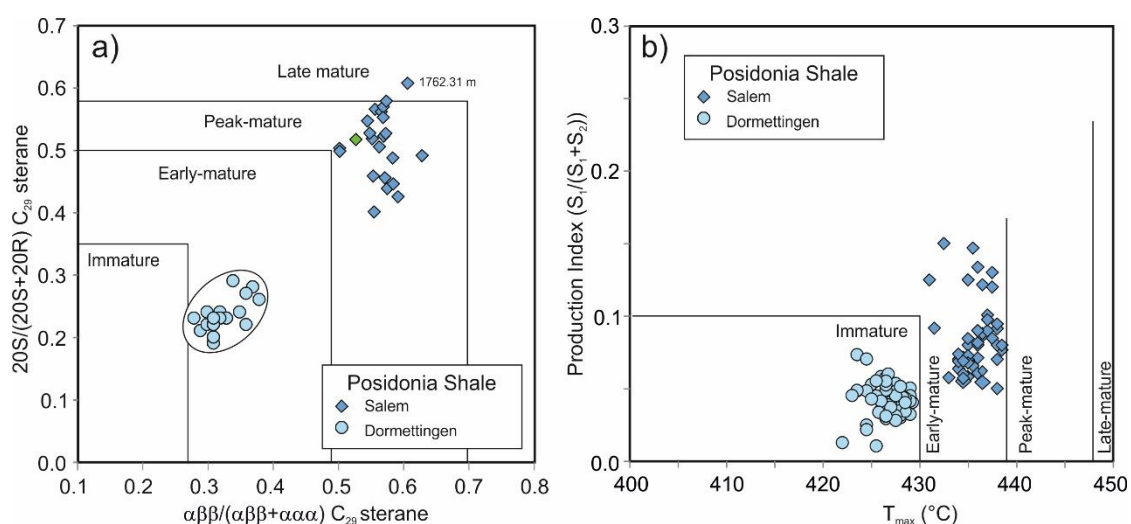 a)
0.7
0.6
0.5
0.4
0.3
0.2
0.1
0.0
20S/(20S+20R) C₂₉ sterane
Late mature
1762.31 m
Peak-mature
Early-mature
Immature
Posidonia Shale
Salem
Dormettingen
0.1 0.2 0.3 0.4 0.5 0.6 0.7 0.8
αββ/(αββ+ααα) C₂₉ sterane
b)
0.3
0.2
0.1
0.0
Production Index (S₁/(S₁+S₂))
Posidonia Shale
Salem
Dormettingen
Immature
Early-mature
Peak-mature
Late-mature
400 410 420 430 440 450
Tmax (°C)